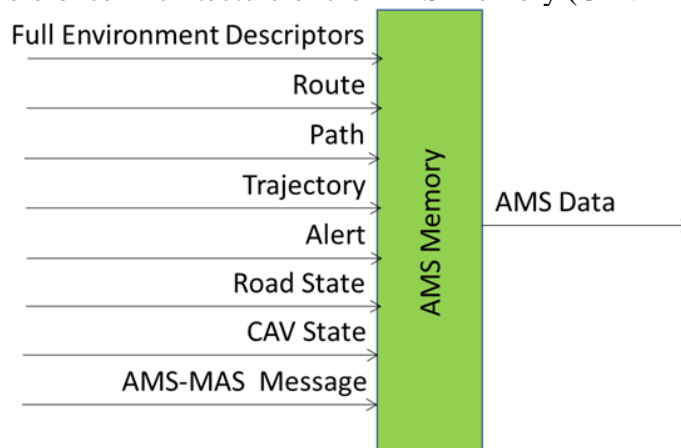 Full Environment Descriptors
Route
Path
Trajectory
Alert
Road State
CAV State
AMS-MAS Message
AMS Memory
AMS Data